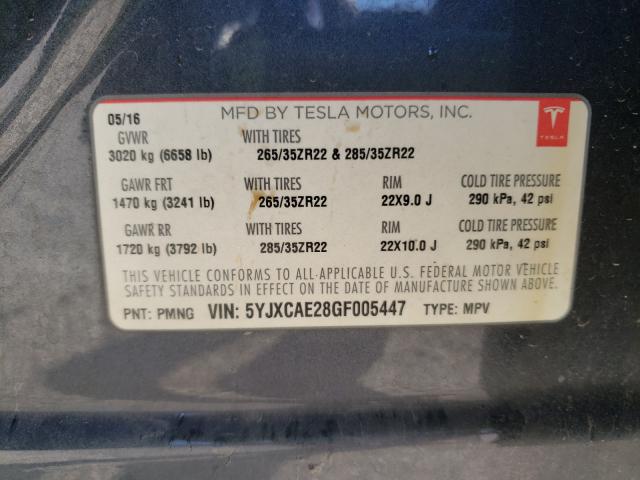 05/16 MFD BY TESLA MOTORS, INC.
GVWR WITH TIRES
3020 kg (6658 lb) 265/35ZR22 & 285/35ZR22
TESLA
GAWR FRT WITH TIRES RIM COLD TIRE PRESSURE
1470 kg (3241 lb) 265/35ZR22 22X9.0 J 290 kPa, 42 psi
GAWR RR WITH TIRES RIM COLD TIRE PRESSURE
1720 kg (3792 lb) 285/35ZR22 22X10.0 J 290 kPa, 42 psi
THIS VEHICLE CONFORMS TO ALL-APPLICABLE U.S. FEDERAL MOTOR VEHICLE
SAFETY STANDARDS IN EFFECT ON THE DATE OF MANUFACTURE SHOWN ABOVE.
PNT: PMNG VIN: 5YJXCAE28GF005447 TYPE: MPV